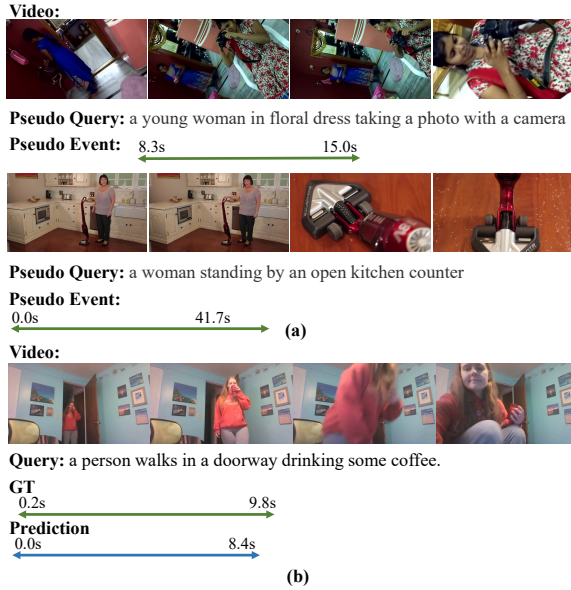 Video:
Pseudo Query: a young woman in floral dress taking a photo with a camera
Pseudo Event:
8.3s 15.0s
Pseudo Query: a woman standing by an open kitchen counter
Pseudo Event:
0.0s 41.7s
(a)
Video:
Query: a person walks in a doorway drinking some coffee.
GT
0.2s 9.8s
Prediction
0.0s 8.4s
(b)